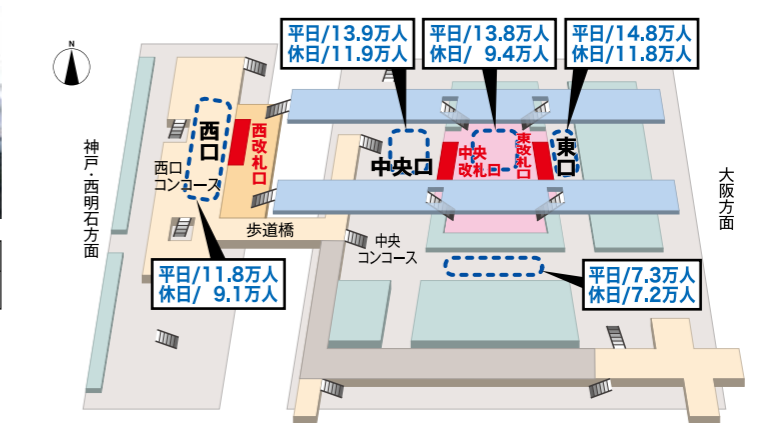 N
平日/13.9万人
休日/11.9万人
平日/13.8万人
休日/ 9.4万人
平日/14.8万人
休日/11.8万人
神戸・西明石方面
西口
西改札口
西口
コンコース
中央口
中央
改札口
東改札口
東口
大阪方面
歩道橋
中央
コンコース
平日/11.8万人
休日/ 9.1万人
平日/7.3万人
休日/7.2万人